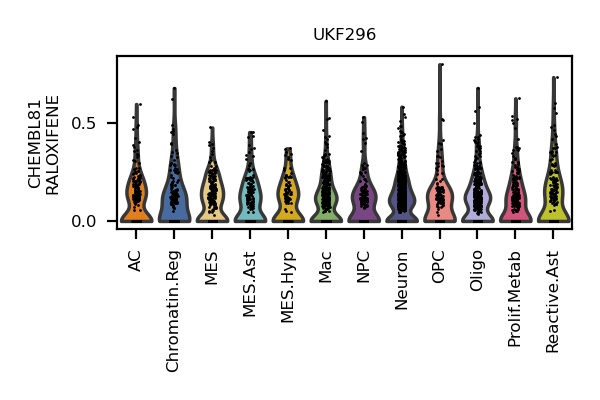 UKF296
CHEMBL81
RALOXIFENE
0.5
0.0
AC
Chromatin.Reg
MES
MES.Ast
MES.Hyp
Mac
NPC
Neuron
OPC
Oligo
Prolif.Metab
Reactive.Ast